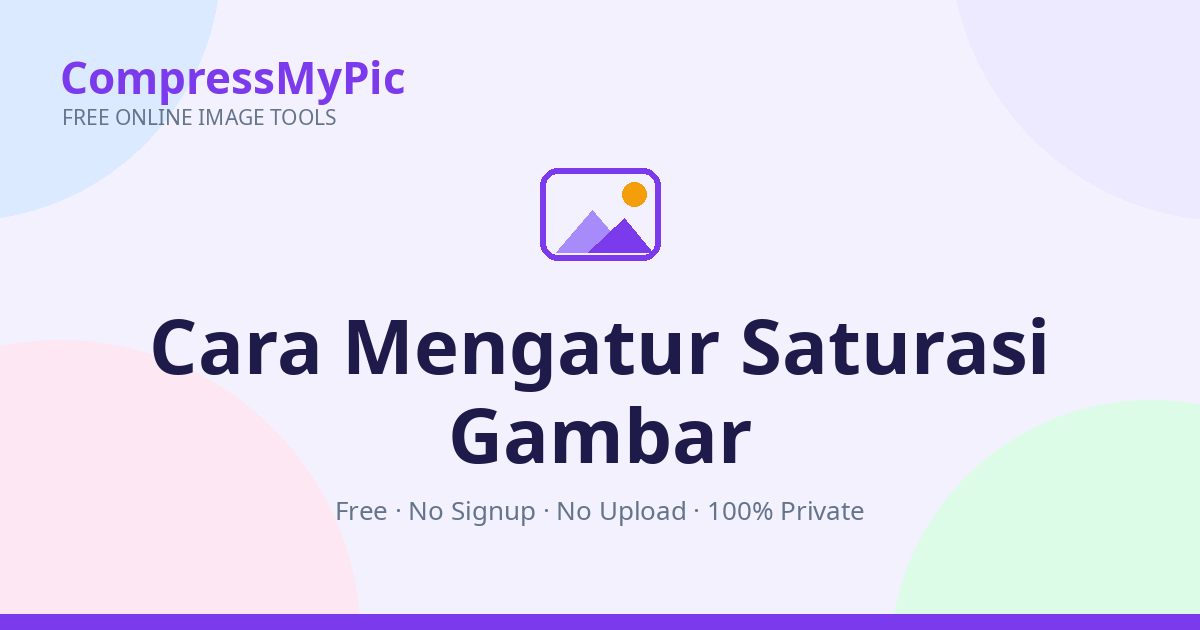 CompressMyPic
FREE ONLINE IMAGE TOOLS
Cara Mengatur Saturasi
Gambar
Free · No Signup · No Upload · 100% Private